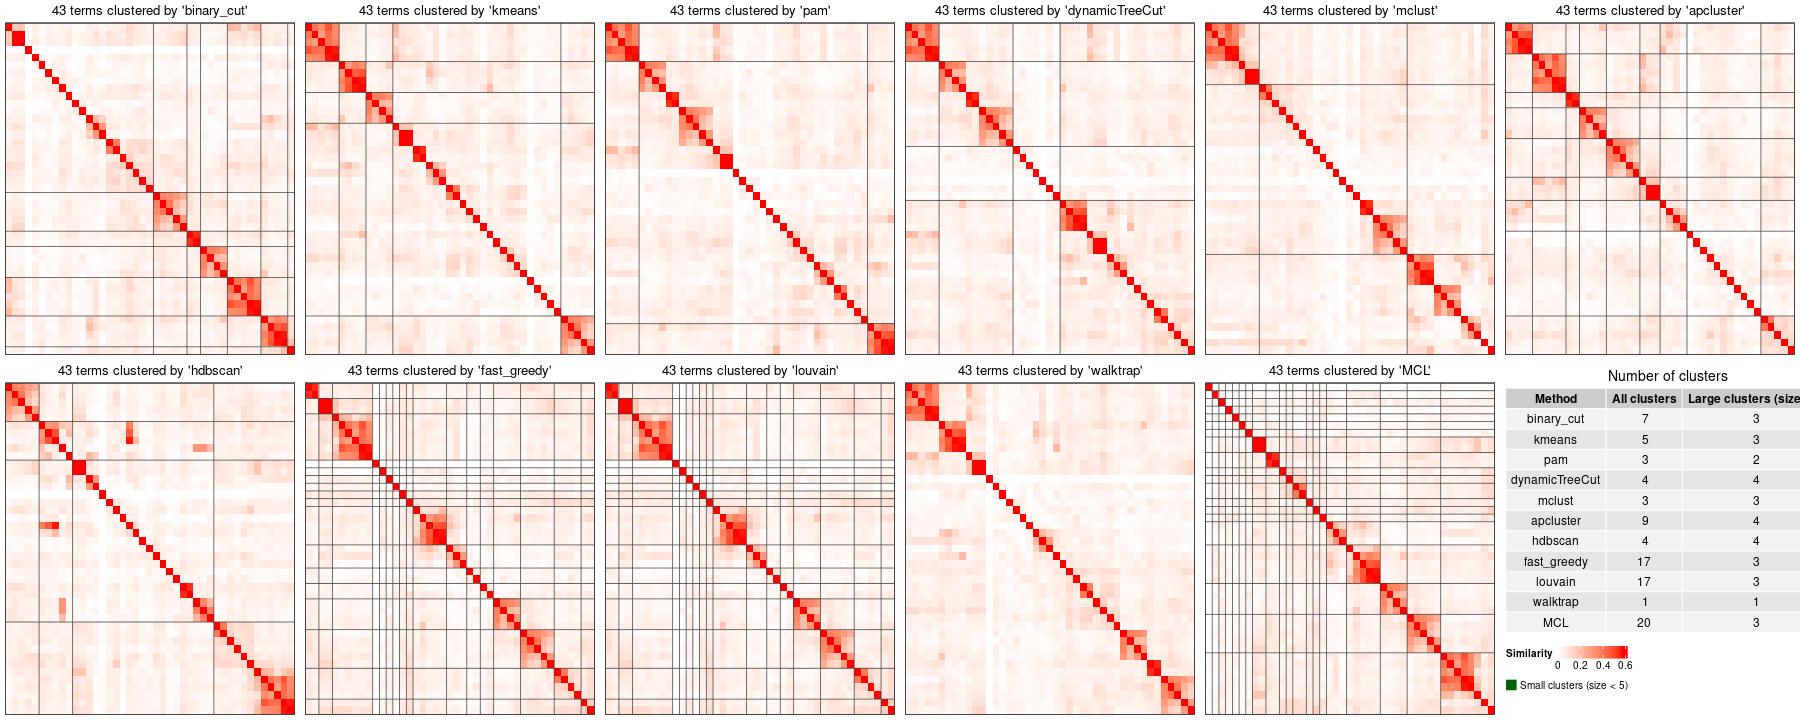 43 terms clustered by 'binary_cut'
43 terms clustered by 'kmeans'
43 terms clustered by 'pam'
43 terms clustered by 'dynamicTreeCut'
43 terms clustered by 'mclust'
43 terms clustered by 'apcluster'
43 terms clustered by 'hdbscan'
43 terms clustered by 'fast_greedy'
43 terms clustered by 'louvain'
43 terms clustered by 'walktrap'
43 terms clustered by 'MCL'
Number of clusters
Method All clusters Large clusters (size
binary_cut 7 3
kmeans 5 3
pam 3 2
dynamicTreeCut 4 4
mclust 3 3
apcluster 9 4
hdbscan 4 4
fast_greedy 17 3
louvain 17 3
walktrap 1 1
MCL 20 3
Similarity
0 0.2 0.4 0.6
Small clusters (size < 5)